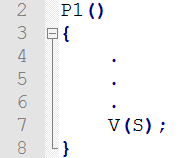 2 P1()
3 {
4 .
5 .
6 .
7 V(S);
8 }